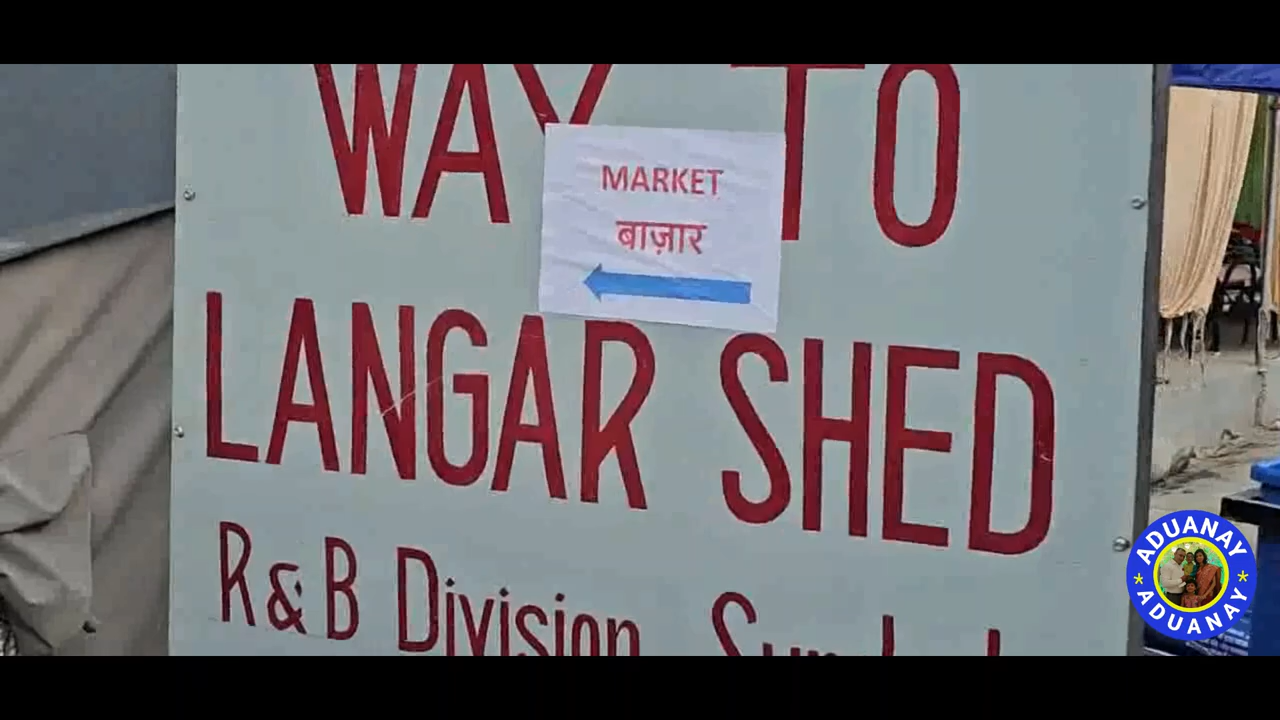 WAY TO
MARKET
बाज़ार
LANGAR SHED
R&B Division
ADUANAY
ADUANAY